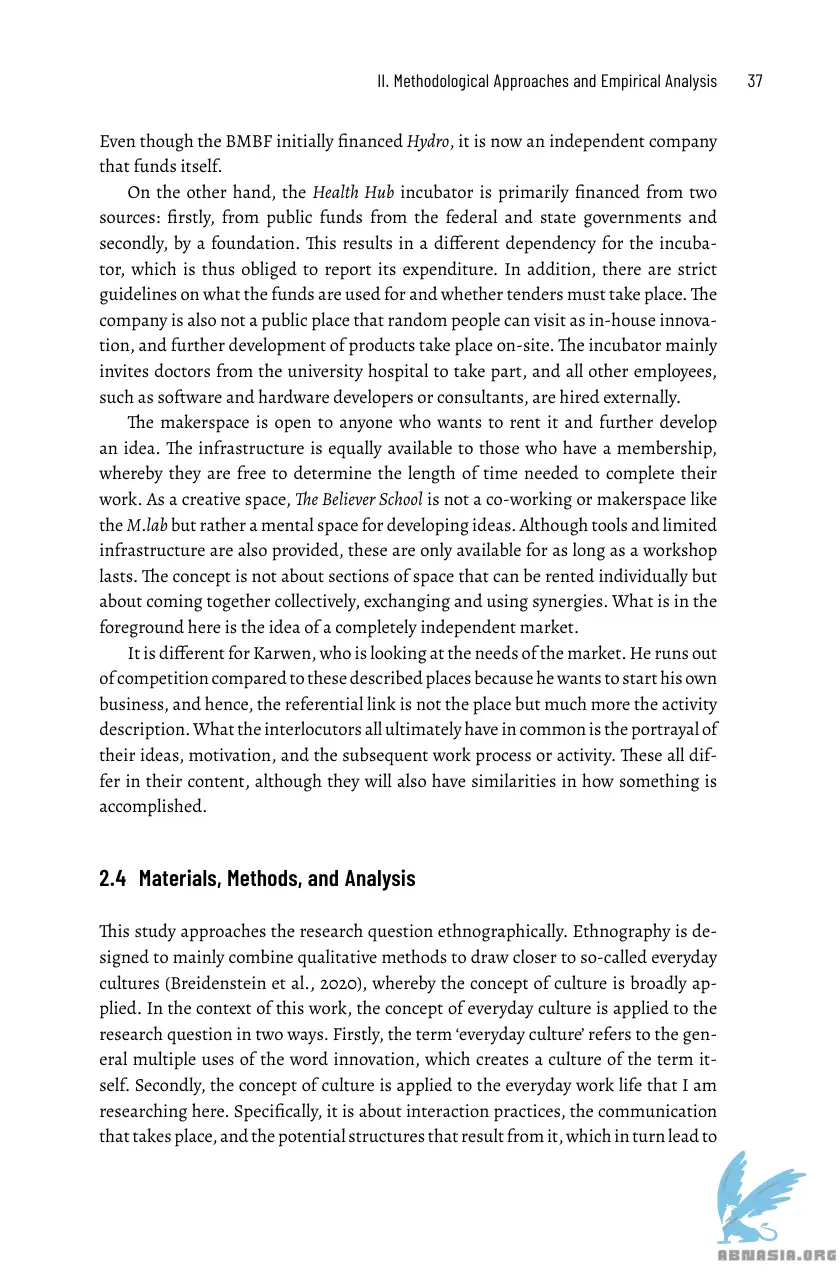 II. Methodological Approaches and Empirical Analysis 37
Even though the BMBF initially financed Hydro, it is now an independent company
that funds itself.
On the other hand, the Health Hub incubator is primarily financed from two
sources: firstly, from public funds from the federal and state governments and
secondly, by a foundation. This results in a different dependency for the incuba-
tor, which is thus obliged to report its expenditure. In addition, there are strict
guidelines on what the funds are used for and whether tenders must take place. The
company is also not a public place that random people can visit as in-house innova-
tion, and further development of products take place on-site. The incubator mainly
invites doctors from the university hospital to take part, and all other employees,
such as software and hardware developers or consultants, are hired externally.
The makerspace is open to anyone who wants to rent it and further develop
an idea. The infrastructure is equally available to those who have a membership,
whereby they are free to determine the length of time needed to complete their
work. As a creative space, The Believer School is not a co-working or makerspace like
the M.lab but rather a mental space for developing ideas. Although tools and limited
infrastructure are also provided, these are only available for as long as a workshop
lasts. The concept is not about sections of space that can be rented individually but
about coming together collectively, exchanging and using synergies. What is in the
foreground here is the idea of a completely independent market.
It is different for Karwen, who is looking at the needs of the market. He runs out
of competition compared to these described places because he wants to start his own
business, and hence, the referential link is not the place but much more the activity
description. What the interlocutors all ultimately have in common is the portrayal of
their ideas, motivation, and the subsequent work process or activity. These all dif-
fer in their content, although they will also have similarities in how something is
accomplished.
2.4 Materials, Methods, and Analysis
This study approaches the research question ethnographically. Ethnography is de-
signed to mainly combine qualitative methods to draw closer to so-called everyday
cultures (Breidenstein et al., 2020), whereby the concept of culture is broadly ap-
plied. In the context of this work, the concept of everyday culture is applied to the
research question in two ways. Firstly, the term ‘everyday culture’ refers to the gen-
eral multiple uses of the word innovation, which creates a culture of the term it-
self. Secondly, the concept of culture is applied to the everyday work life that I am
researching here. Specifically, it is about interaction practices, the communication
that takes place, and the potential structures that result from it, which in turn lead to
ABNASIA.ORG